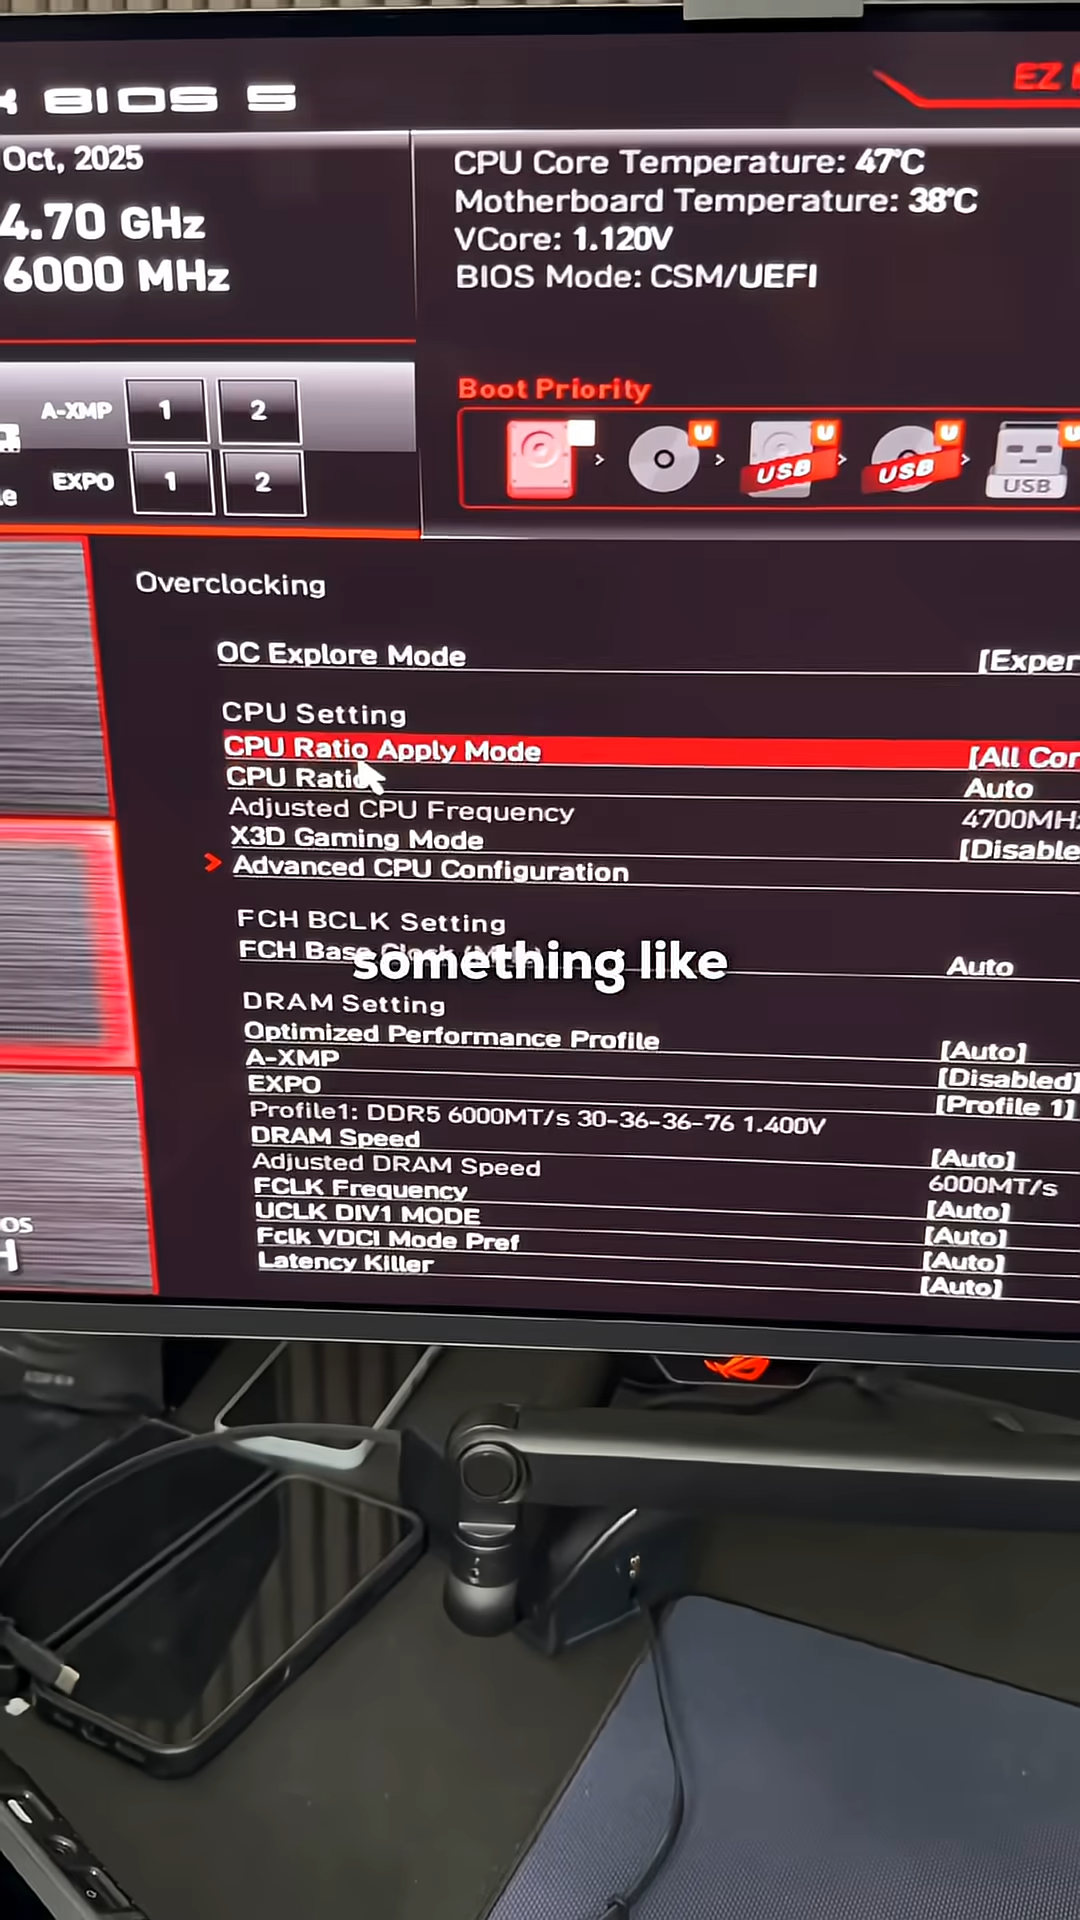 BIOS 5
EZ
Oct, 2025
4.70 GHz
6000 MHz
CPU Core Temperature: 47°C
Motherboard Temperature: 38°C
VCore: 1.120V
BIOS Mode: CSM/UEFI
A-XMP 1 2
EXPO 1 2
Boot Priority
U U U U
USB USB USB
Overclocking
OC Explore Mode [Exper
CPU Setting
CPU Ratio Apply Mode [All Cor
CPU Ratio Auto
Adjusted CPU Frequency 4700MHz
X3D Gaming Mode [Disable
> Advanced CPU Configuration
FCH BCLK Setting
FCH Base Clock Auto
something like
DRAM Setting
Optimized Performance Profile [Auto]
A-XMP [Disabled]
EXPO [Profile 1]
Profile1: DDR5 6000MT/s 30-36-36-76 1.400V
DRAM Speed [Auto]
Adjusted DRAM Speed 6000MT/s
FCLK Frequency [Auto]
UCLK DIV1 MODE [Auto]
Fclk VDCI Mode Pref [Auto]
Latency Killer [Auto]
OS
H